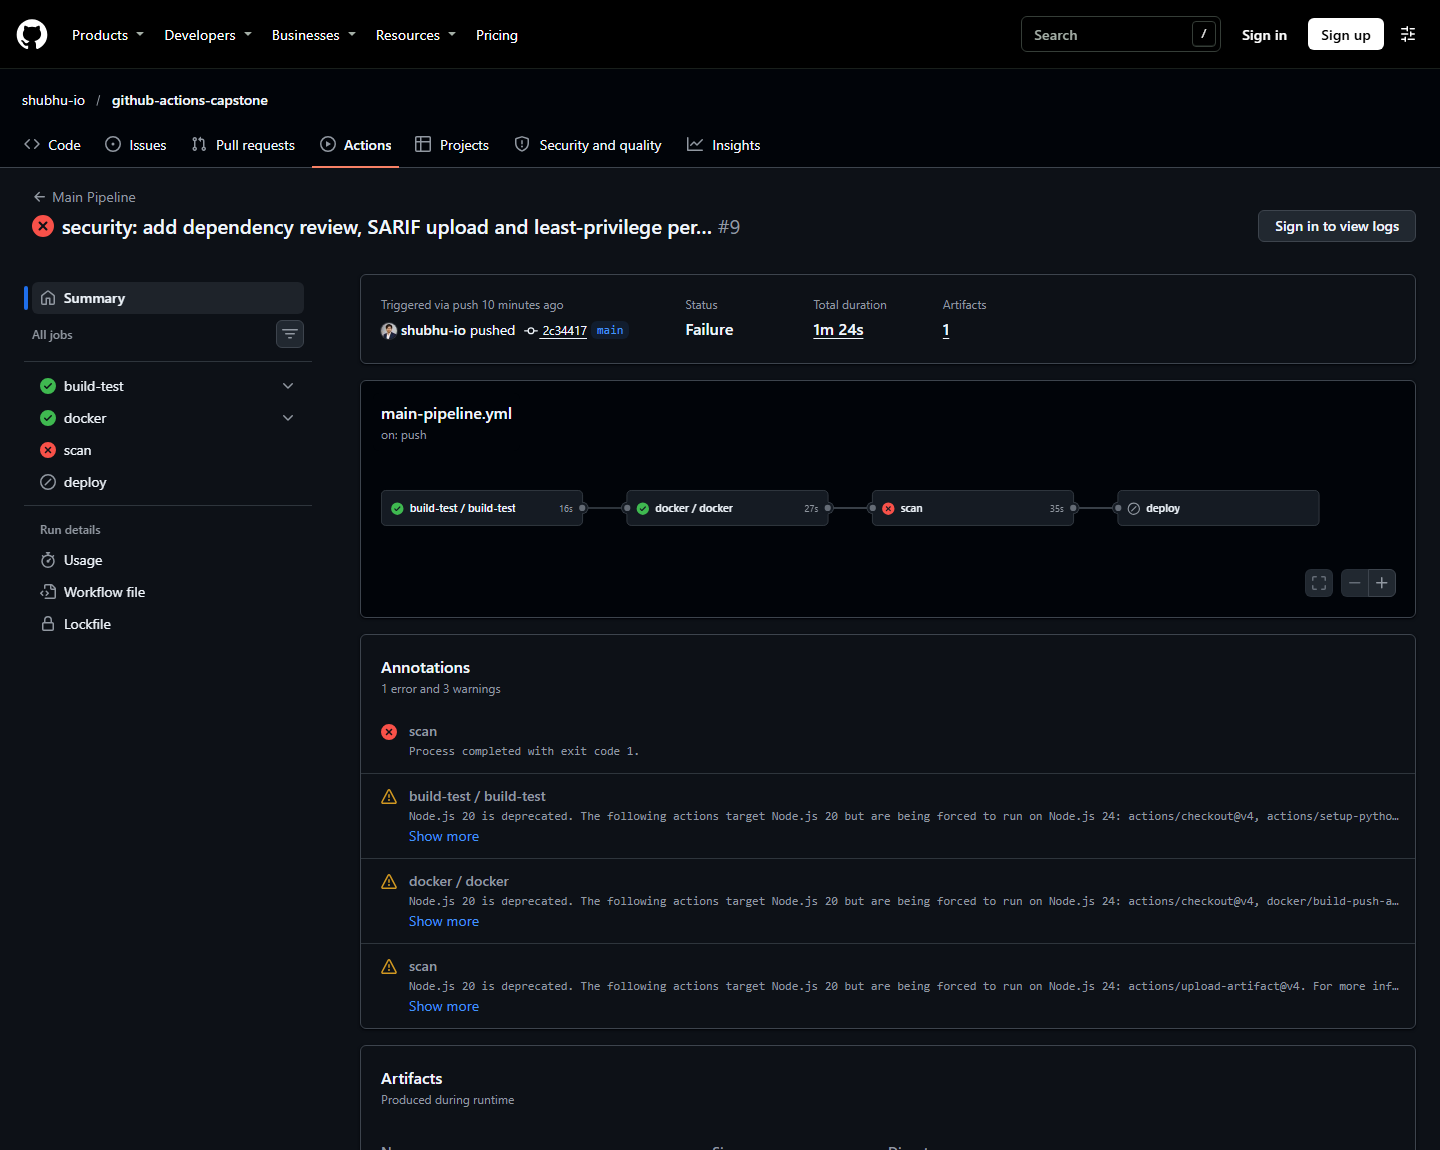 Products Developers Businesses Resources Pricing Search / Sign in Sign up
shubhu-io / github-actions-capstone
Code Issues Pull requests Actions Projects Security and quality Insights
Main Pipeline
security: add dependency review, SARIF upload and least-privilege per... #9
Sign in to view logs
Summary
All jobs
build-test
docker
scan
deploy
Run details
Usage
Workflow file
Lockfile
Triggered via push 10 minutes ago
shubhu-io pushed 2c34417 main
Status
Failure
Total duration
1m 24s
Artifacts
1
main-pipeline.yml
on: push
build-test / build-test 16s
docker / docker 27s
scan 35s
deploy
Annotations
1 error and 3 warnings
scan
Process completed with exit code 1.
build-test / build-test
Node.js 20 is deprecated. The following actions target Node.js 20 but are being forced to run on Node.js 24: actions/checkout@v4, actions/setup-pytho…
Show more
docker / docker
Node.js 20 is deprecated. The following actions target Node.js 20 but are being forced to run on Node.js 24: actions/checkout@v4, docker/build-push-a…
Show more
scan
Node.js 20 is deprecated. The following actions target Node.js 20 but are being forced to run on Node.js 24: actions/upload-artifact@v4. For more inf…
Show more
Artifacts
Produced during runtime